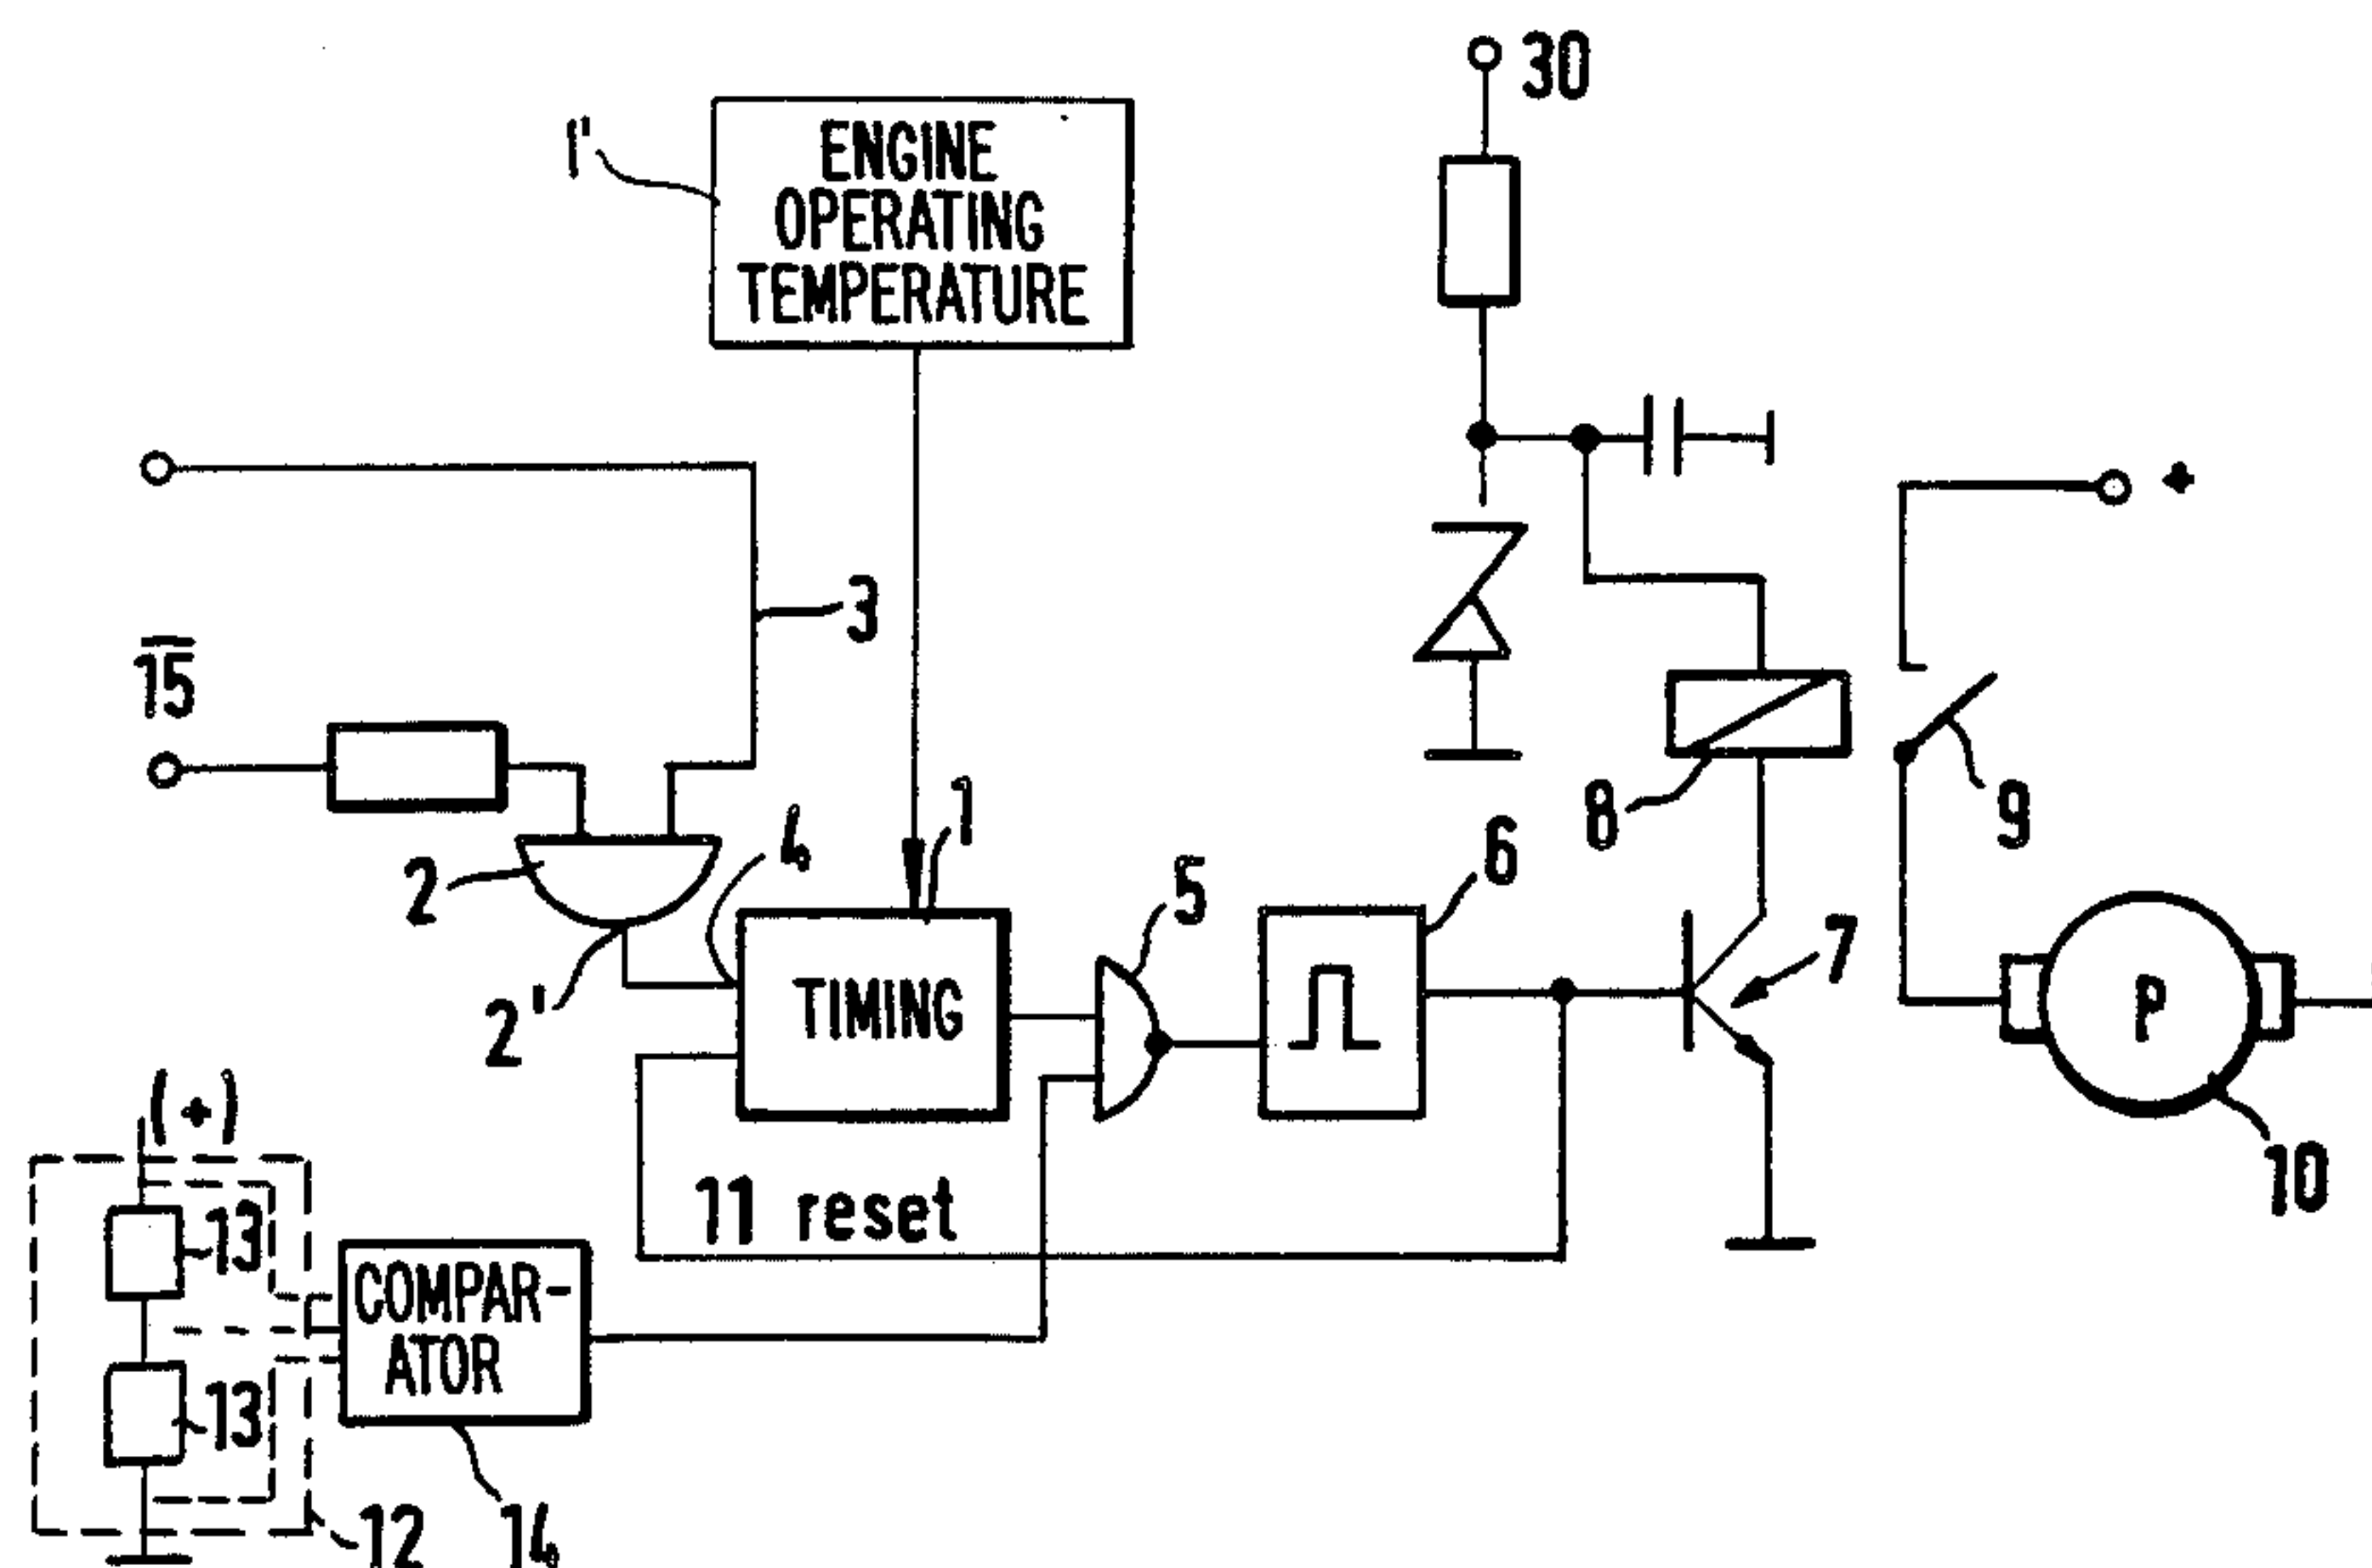 30
1'
ENGINE
OPERATING
TEMPERATURE
+
3
15
4
1
2
5
6
8
9
7
2'
TIMING
P
(+)
10
11 reset
13
COMPAR-
ATOR
13
12
14